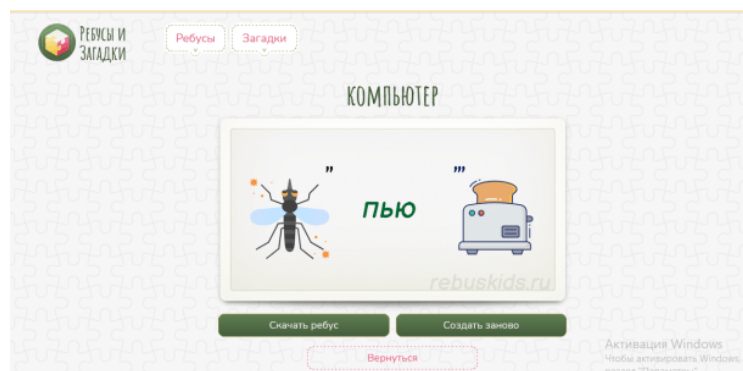 Ребусы и
Загадки
Ребусы Загадки
КОМПЬЮТЕР
,, ПЬЮ ,,,
rebuskids.ru
Скачать ребус Создать заново
Вернуться
Активация Windows
Чтобы активировать Windows,